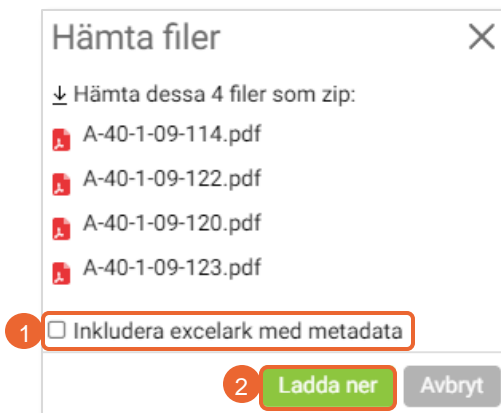 Hämta filer
Hämta dessa 4 filer som zip:
A-40-1-09-114.pdf
A-40-1-09-122.pdf
A-40-1-09-120.pdf
A-40-1-09-123.pdf
1 Inkludera excelark med metadata
2 Ladda ner Avbryt